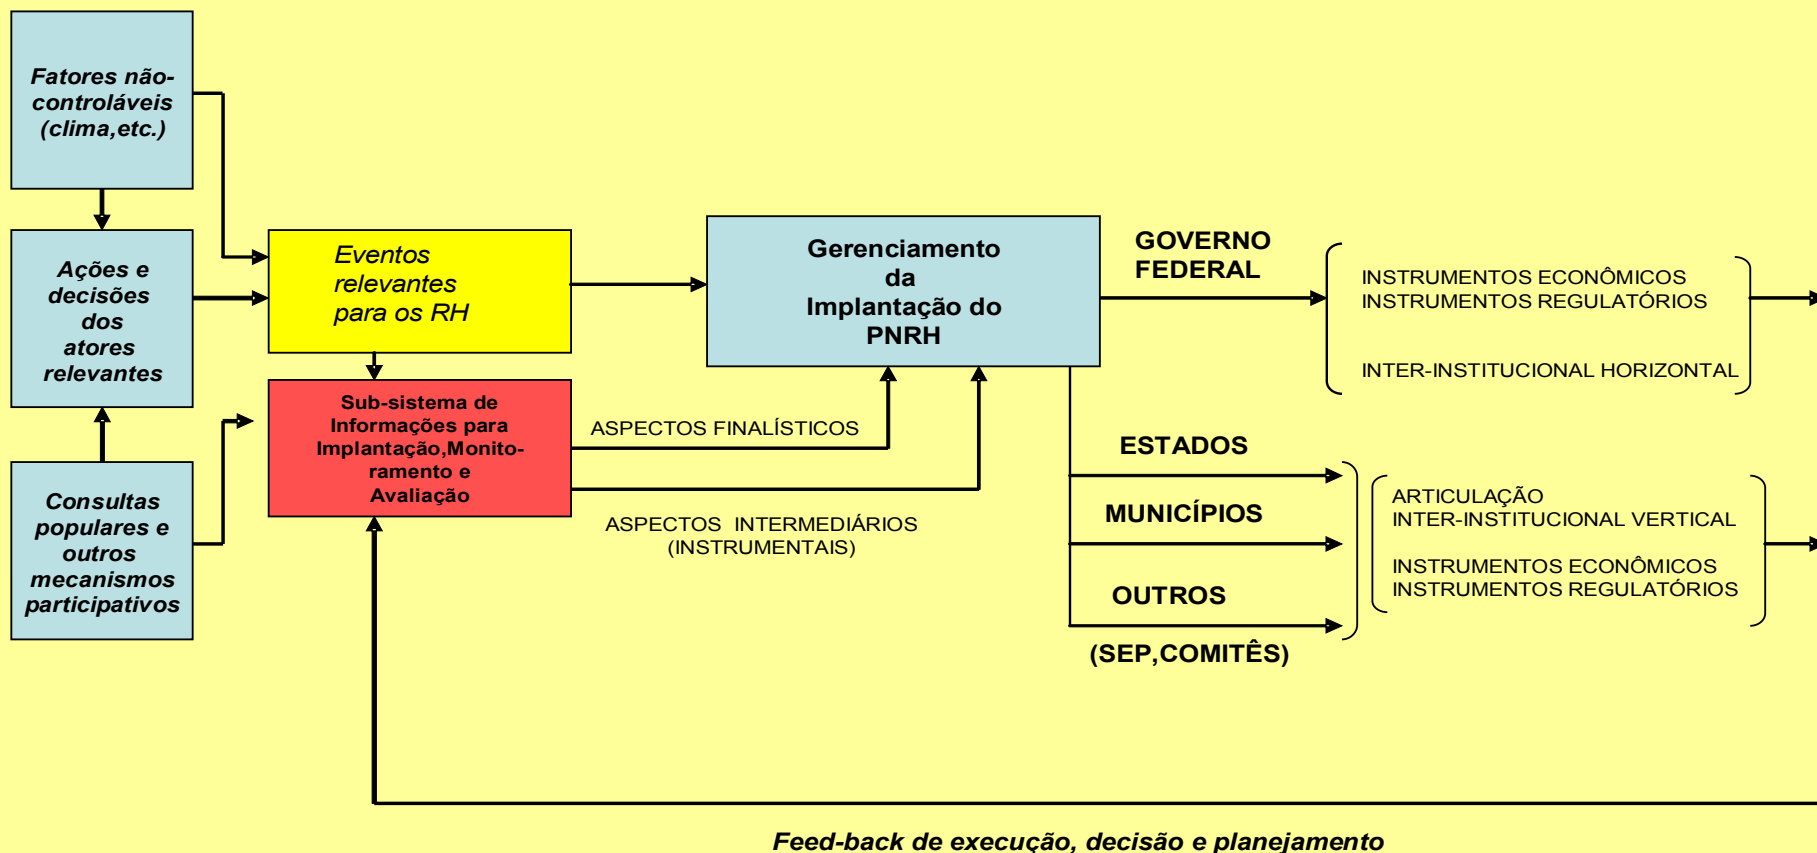 Fatores não-
controláveis
(clima,etc.)
Ações e
decisões
dos
atores
relevantes
Consultas
populares e
outros
mecanismos
participativos
Eventos
relevantes
para os RH
Sub-sistema de
Informações para
Implantação,Monito-
ramento e
Avaliação
ASPECTOS FINALÍSTICOS
ASPECTOS INTERMEDIÁRIOS
(INSTRUMENTAIS)
Gerenciamento
da
Implantação do
PNRH
GOVERNO
FEDERAL
INSTRUMENTOS ECONÔMICOS
INSTRUMENTOS REGULATÓRIOS
INTER-INSTITUCIONAL HORIZONTAL
ESTADOS
MUNICÍPIOS
OUTROS
(SEP,COMITÊS)
ARTICULAÇÃO
INTER-INSTITUCIONAL VERTICAL
INSTRUMENTOS ECONÔMICOS
INSTRUMENTOS REGULATÓRIOS
Feed-back de execução, decisão e planejamento